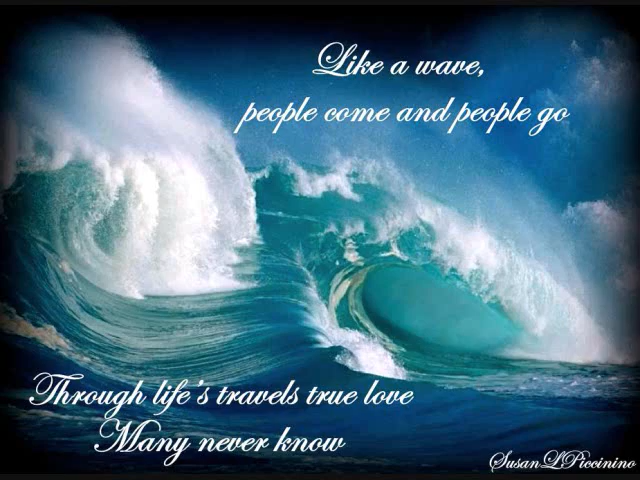 Like a wave,
people come and people go
Through life's travels true love
Many never know
SusanLPiccinino